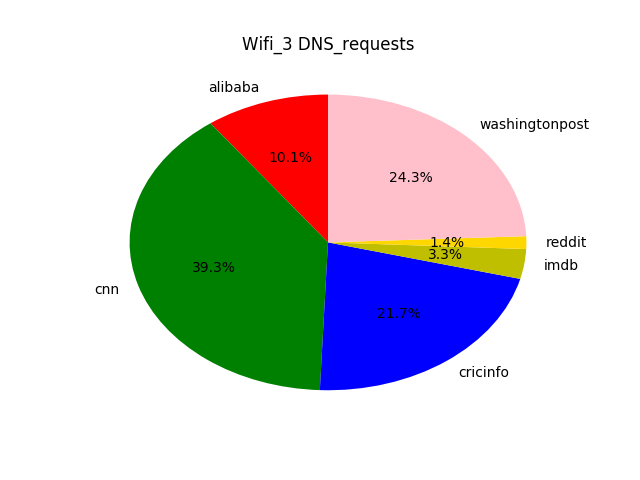 Wifi_3 DNS_requests
alibaba
washingtonpost
10.1%
24.3%
1.4%
reddit
3.3%
imdb
39.3%
cnn
21.7%
cricinfo